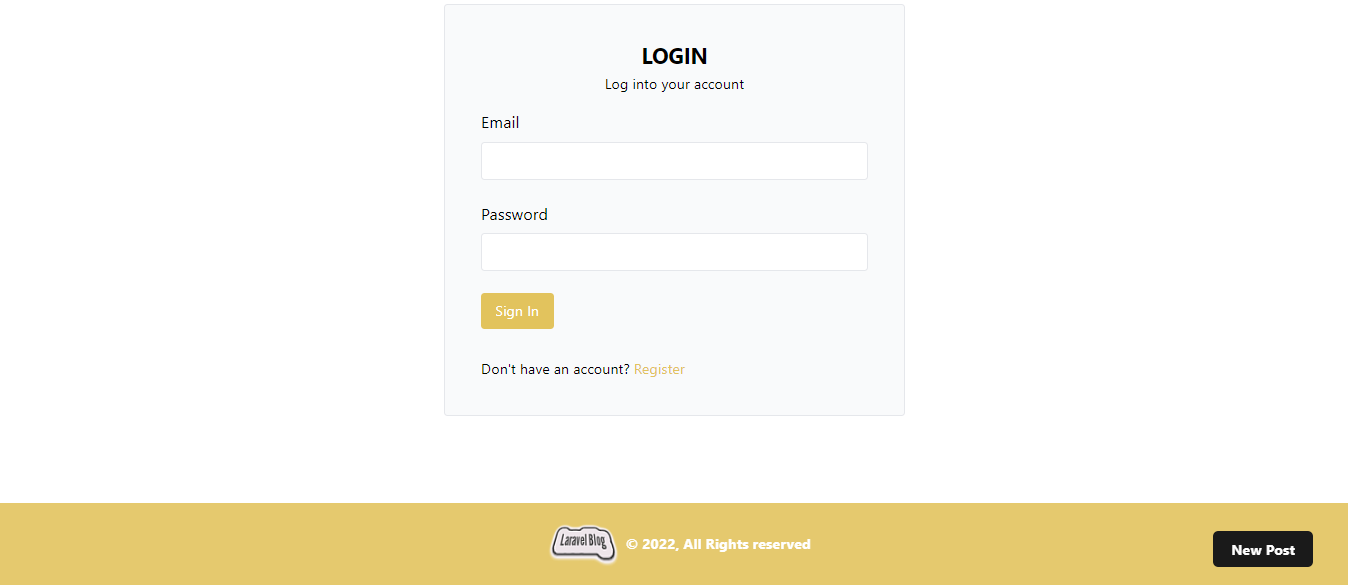 LOGIN
Log into your account
Email
Password
Sign In
Don't have an account? Register
Laravel Blog © 2022, All Rights reserved
New Post